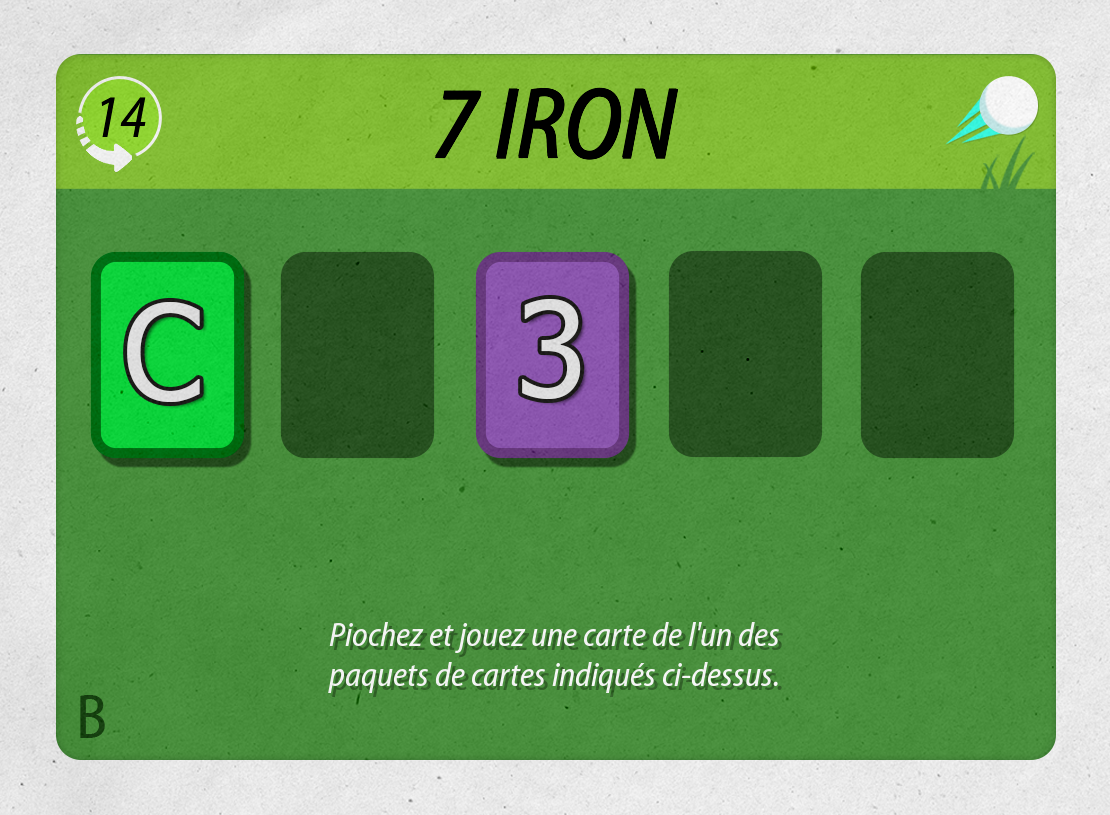 14
7 IRON
C
3
Piochez et jouez une carte de l'un des
paquets de cartes indiqués ci-dessus.
B